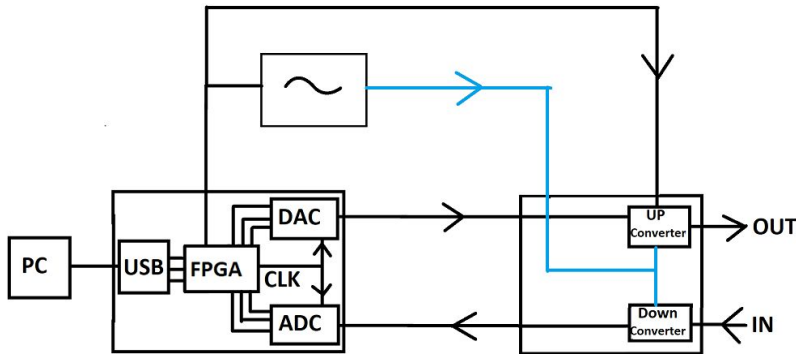 UP
Converter
OUT
DAC
PC
USB
FPGA
CLK
ADC
Down
Converter
IN